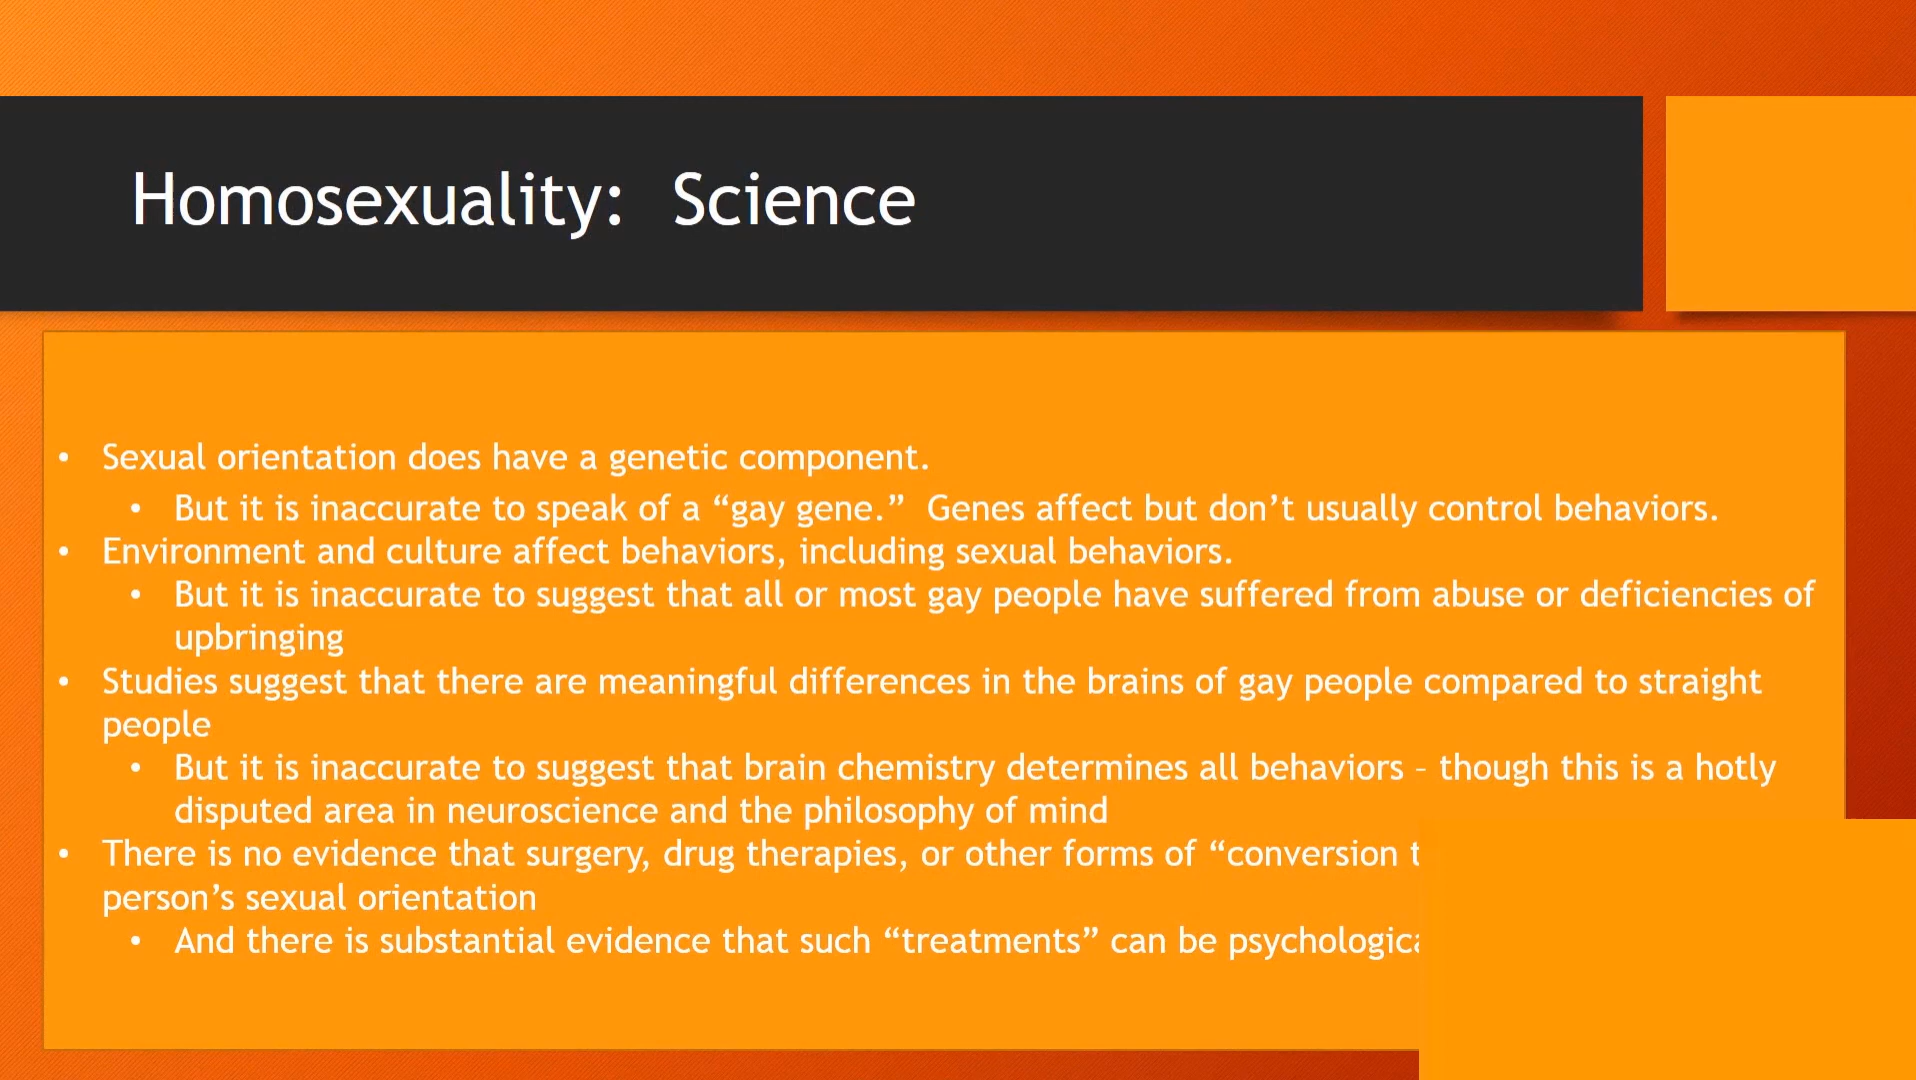 Homosexuality: Science
• Sexual orientation does have a genetic component.
• But it is inaccurate to speak of a “gay gene.” Genes affect but don’t usually control behaviors.
• Environment and culture affect behaviors, including sexual behaviors.
• But it is inaccurate to suggest that all or most gay people have suffered from abuse or deficiencies of
upbringing
• Studies suggest that there are meaningful differences in the brains of gay people compared to straight
people
• But it is inaccurate to suggest that brain chemistry determines all behaviors – though this is a hotly
disputed area in neuroscience and the philosophy of mind
• There is no evidence that surgery, drug therapies, or other forms of “conversion
person’s sexual orientation
• And there is substantial evidence that such “treatments” can be